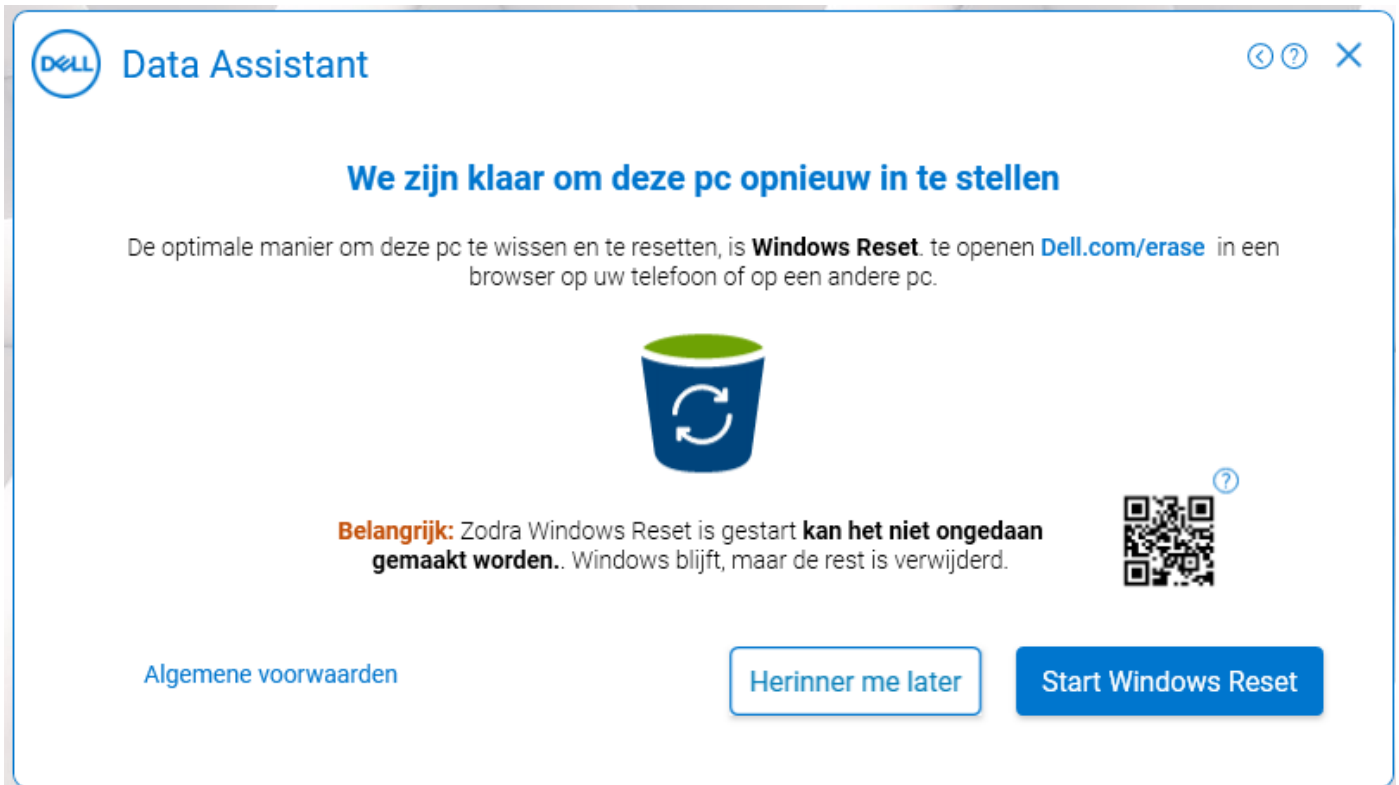 DELL Data Assistant
We zijn klaar om deze pc opnieuw in te stellen
De optimale manier om deze pc te wissen en te resetten, is Windows Reset. te openen Dell.com/erase in een
browser op uw telefoon of op een andere pc.
Belangrijk: Zodra Windows Reset is gestart kan het niet ongedaan
gemaakt worden.. Windows blijft, maar de rest is verwijderd.
Algemene voorwaarden
Herinner me later
Start Windows Reset